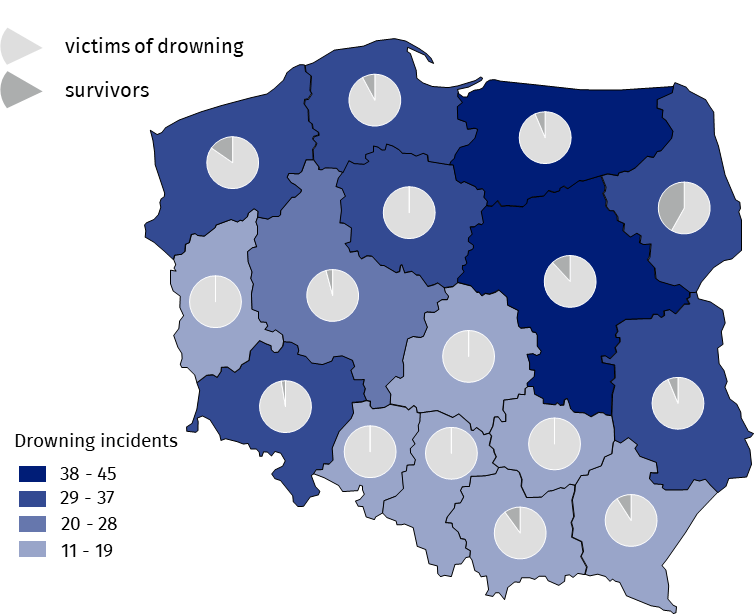 victims of drowning
survivors
Drowning incidents
38 - 45
29 - 37
20 - 28
11 - 19